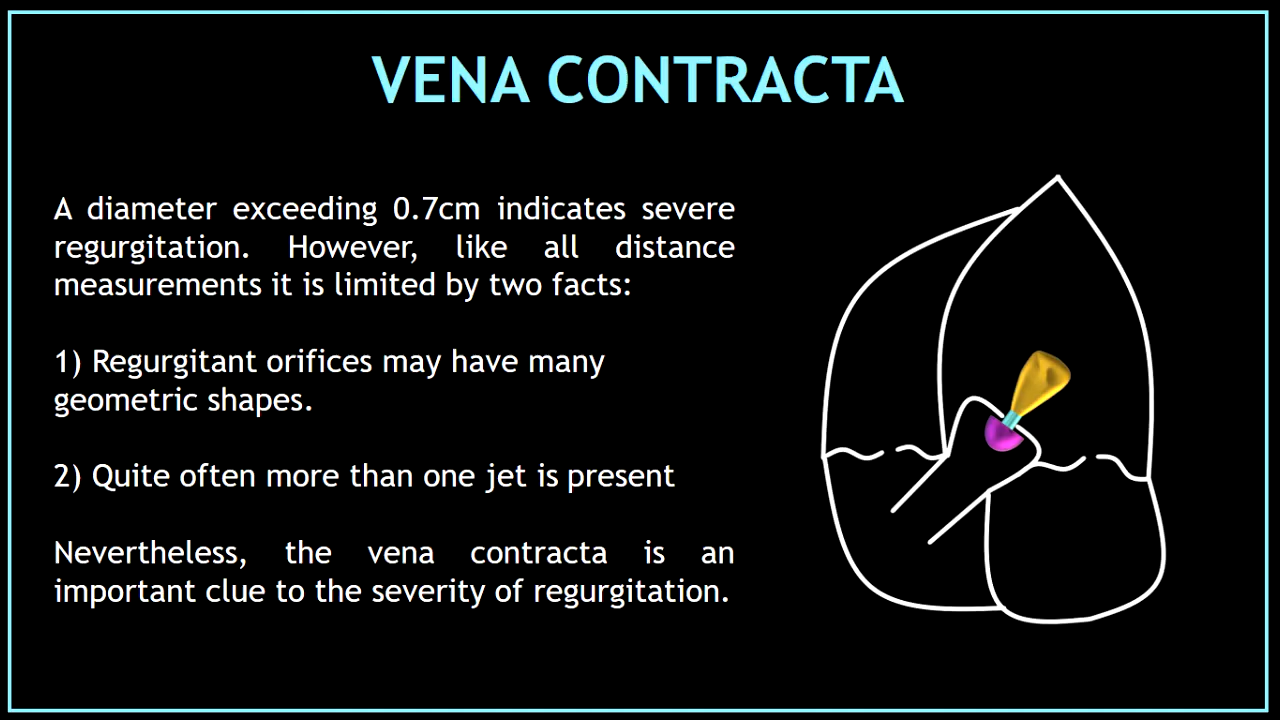 VENA CONTRACTA
A diameter exceeding 0.7cm indicates severe
regurgitation. However, like all distance
measurements it is limited by two facts:
1) Regurgitant orifices may have many
geometric shapes.
2) Quite often more than one jet is present
Nevertheless, the vena contracta is an
important clue to the severity of regurgitation.